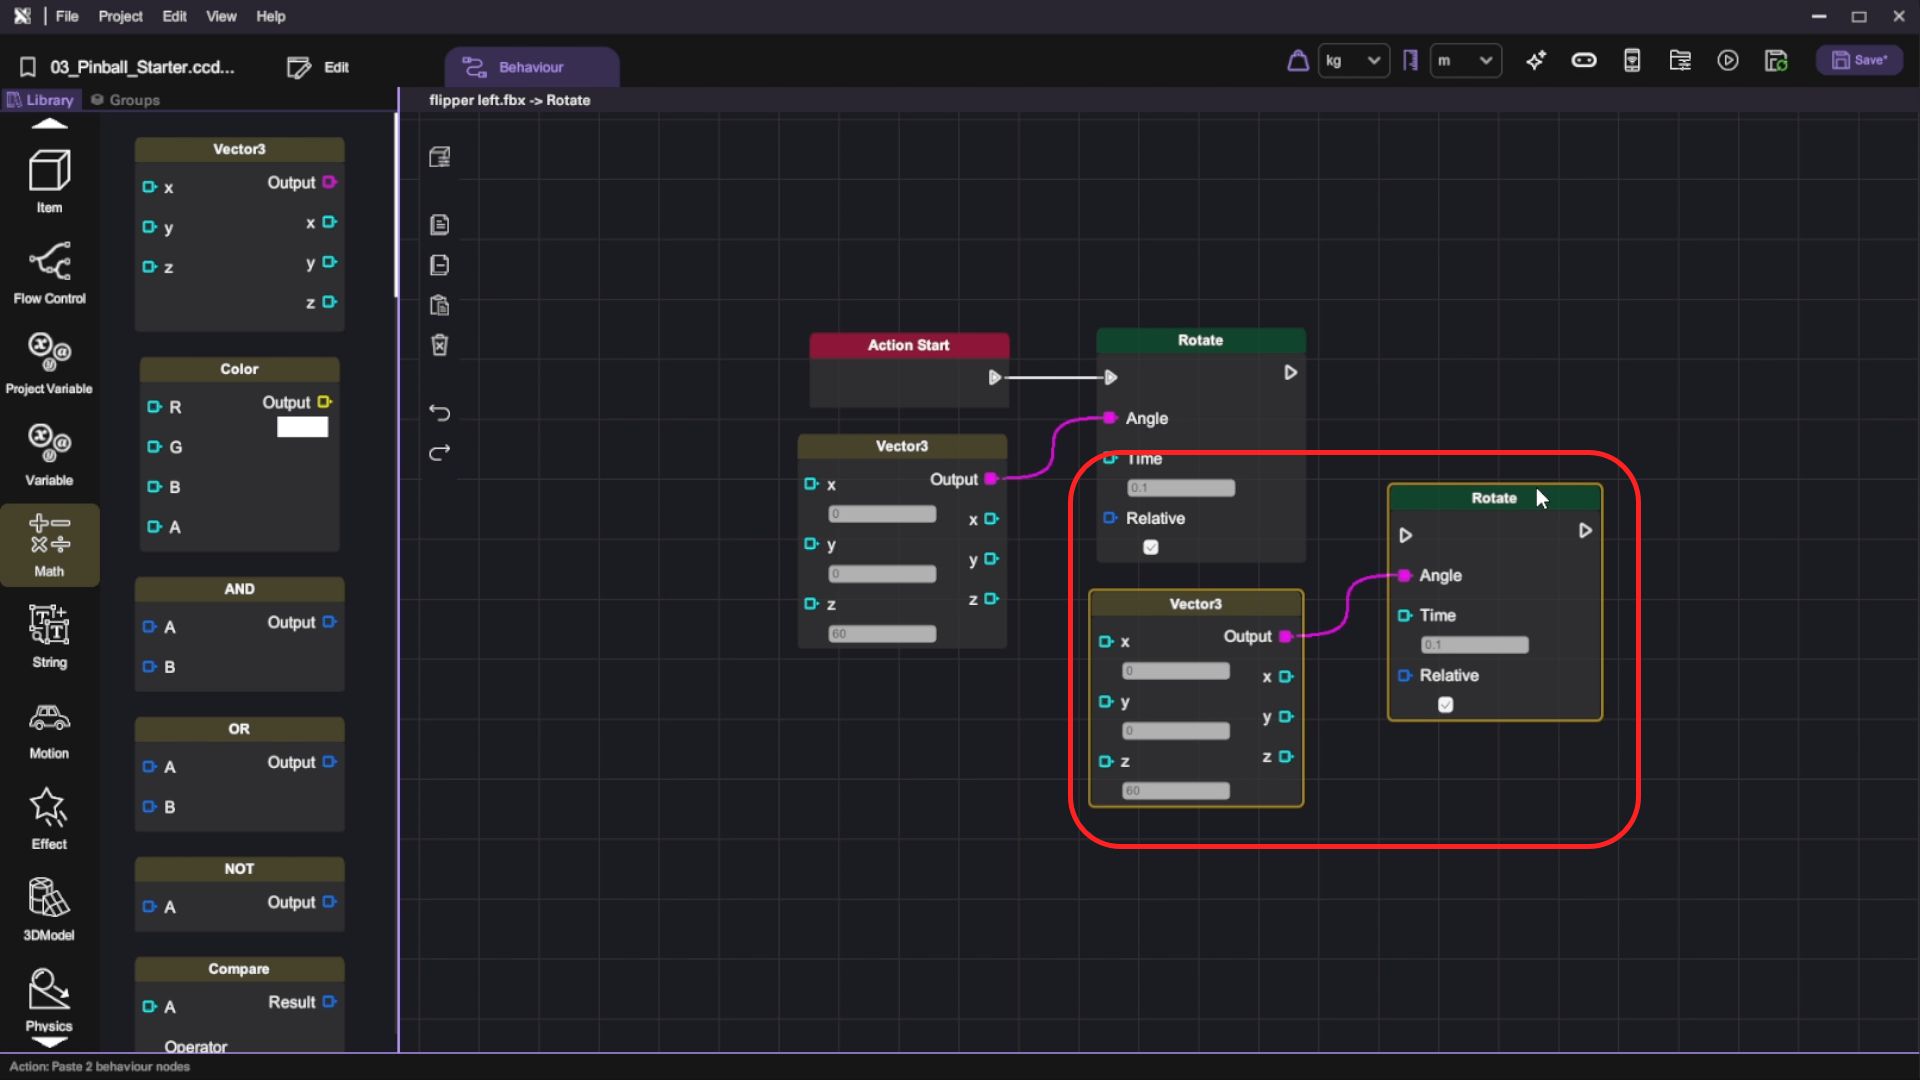 File Project Edit View Help
03_Pinball_Starter.ccd... Edit Behaviour kg m Save*
Library Groups flipper left.fbx -> Rotate
Item
Flow Control
Project Variable
Variable
Math
String
Motion
Effect
3DModel
Physics
Vector3
x Output
y x
z y
z
Color
R Output
G
B
A
AND
A Output
B
OR
A Output
B
NOT
A Output
Compare
A Result
Operator
Action Start
Rotate
Angle
Time
0.1
Relative
Vector3
Output
x
0
x
y
0
y
z
60
z
Vector3
Output
x
0
x
y
0
y
z
60
z
Rotate
Angle
Time
0.1
Relative
Action: Paste 2 behaviour nodes